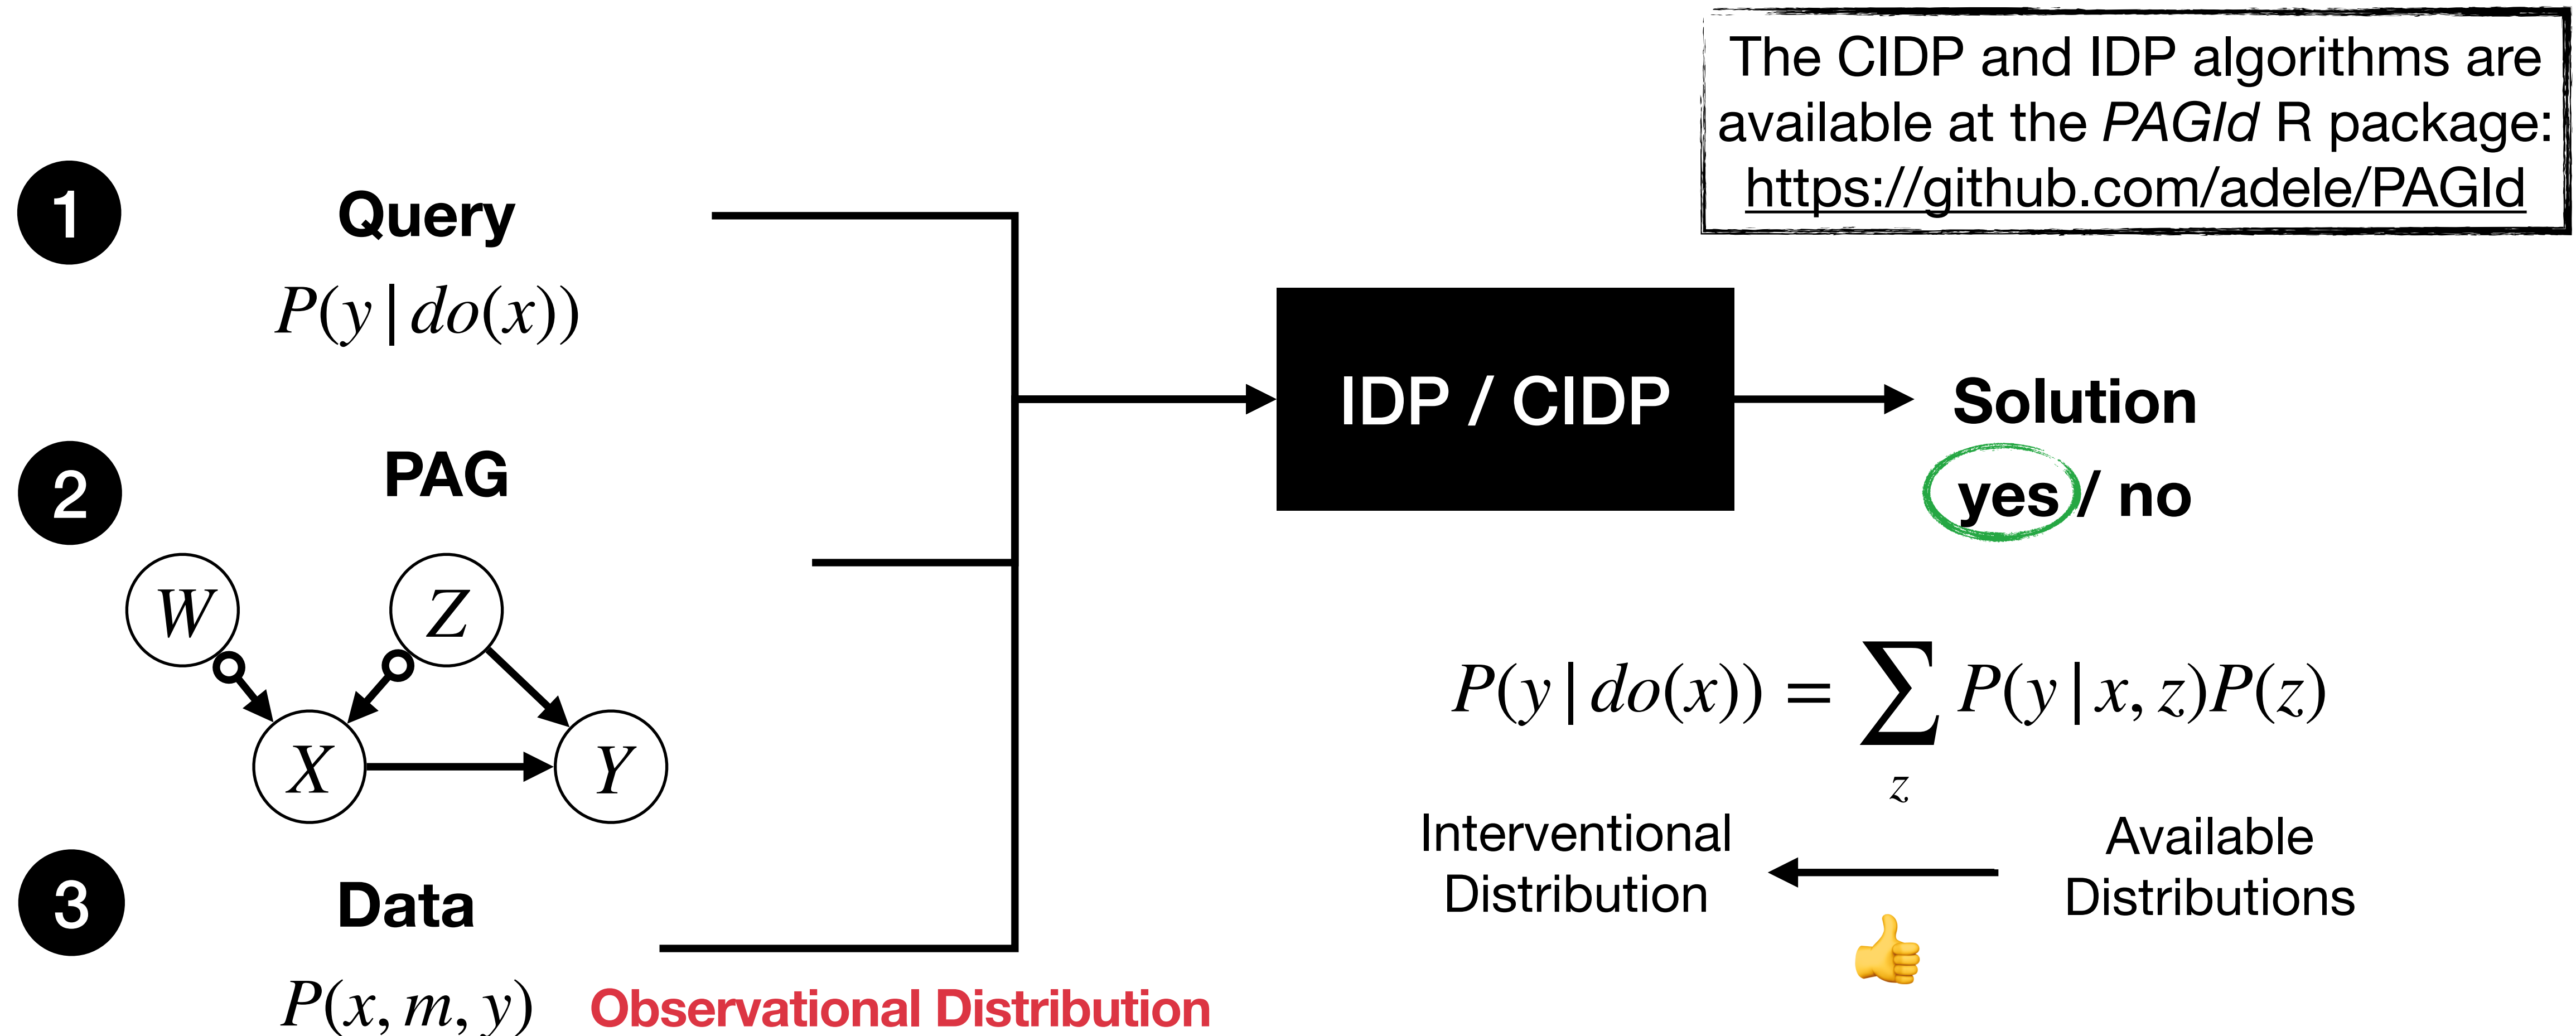 The CIDP and IDP algorithms are
available at the PAGId R package:
https://github.com/adele/PAGId
1
Query
P(y | do(x))
IDP / CIDP
Solution
yes / no
2
PAG
W
Z
X
Y
P(y | do(x)) = ∑ P(y | x, z)P(z)
z
Interventional
Distribution
Available
Distributions
3
Data
P(x, m, y)
Observational Distribution